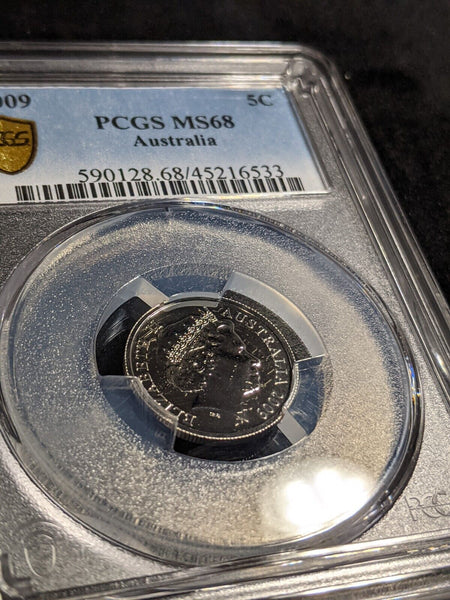 009 5C
PCGS MS68
Australia
590128.68/45216533
ELIZABETH II AUSTRALIA 2009